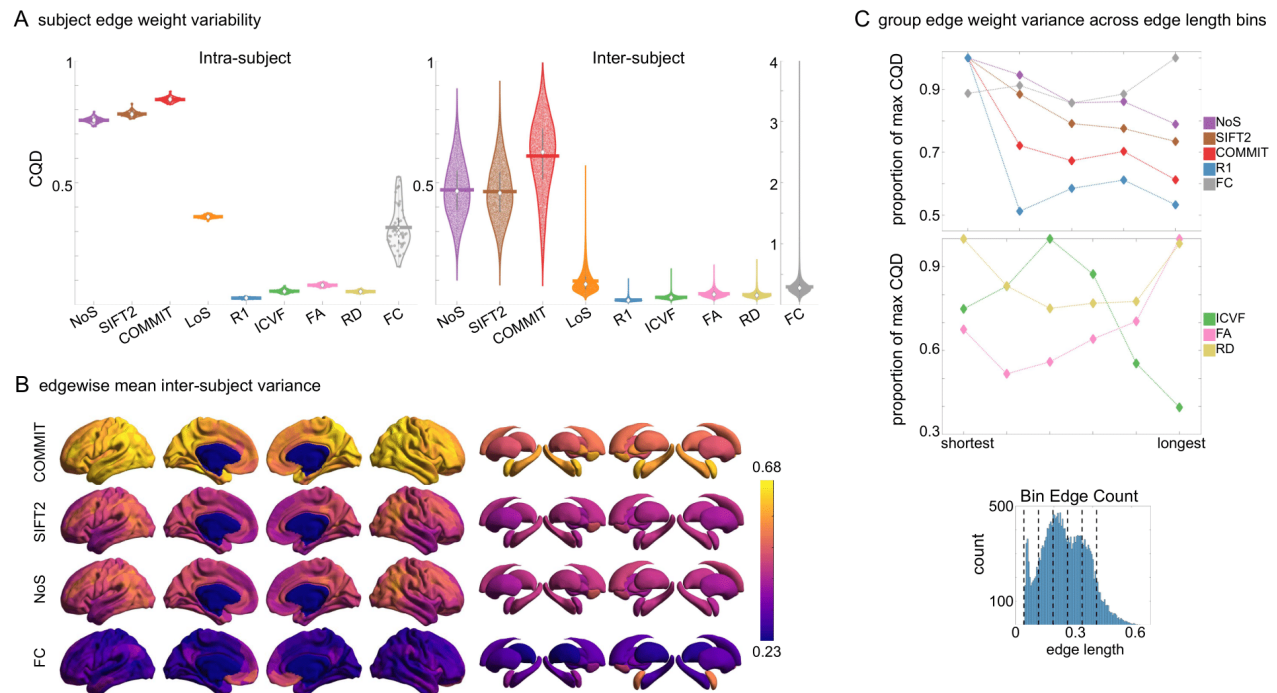 A subject edge weight variability
Intra-subject
Inter-subject
CQD
1
0.5
NoS
SIFT2
COMMIT
LoS
R1
ICVF
FA
RD
FC
1
0.5
4
3
2
1
NoS
SIFT2
COMMIT
LoS
R1
ICVF
FA
RD
FC
B edgewise mean inter-subject variance
COMMIT
SIFT2
NoS
FC
0.68
0.23
C group edge weight variance across edge length bins
proportion of max CQD
0.9
0.7
0.5
NoS
SIFT2
COMMIT
R1
FC
proportion of max CQD
0.9
0.6
0.3
ICVF
FA
RD
shortest
longest
Bin Edge Count
count
500
100
0
0.3
0.6
edge length